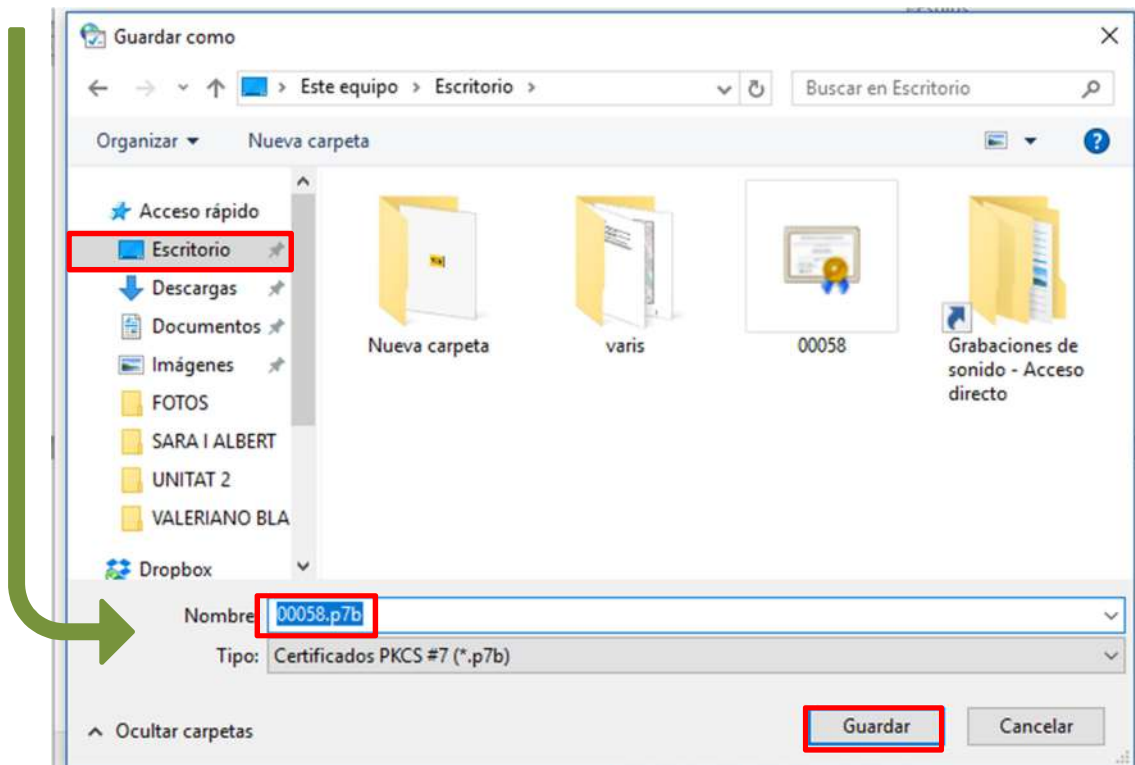 Guardar como
Este equipo > Escritorio >
Buscar en Escritorio
Organizar
Nueva carpeta
Acceso rápido
Escritorio
Descargas
Documentos
Imágenes
FOTOS
SARA I ALBERT
UNITAT 2
VALERIANO BLA
Dropbox
Nueva carpeta
varis
00058
Grabaciones de
sonido - Acceso
directo
Nombre
00058.p7b
Tipo:
Certificados PKCS #7 (*.p7b)
Ocultar carpetas
Guardar
Cancelar